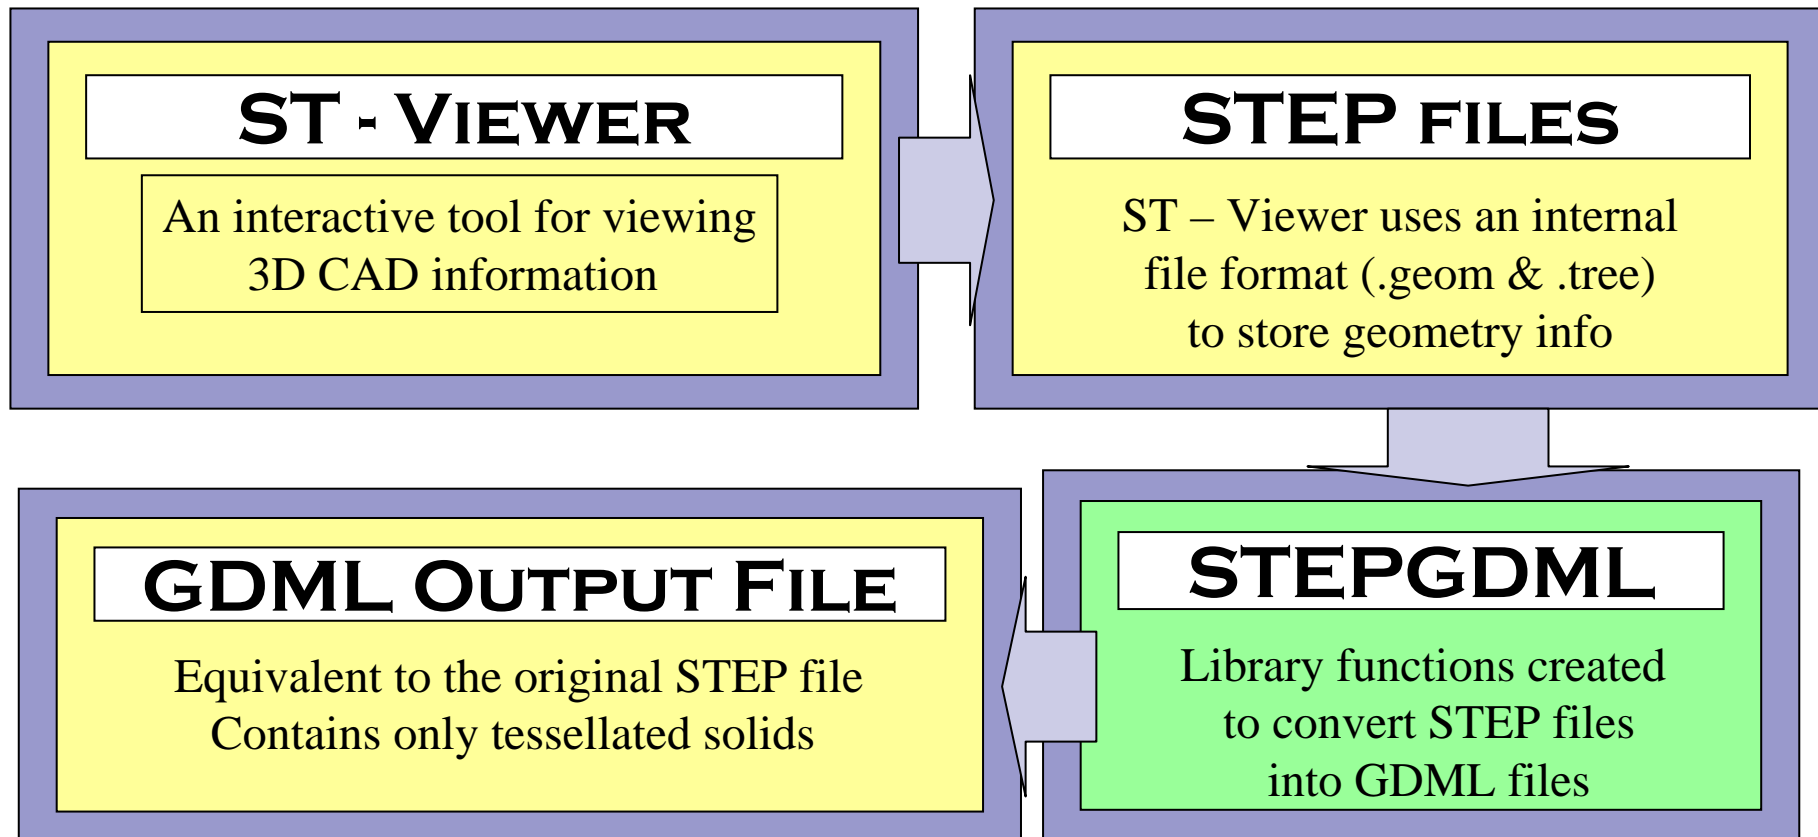 ST - VIEWER
An interactive tool for viewing
3D CAD information
STEP FILES
ST – Viewer uses an internal
file format (.geom & .tree)
to store geometry info
STEPGDML
Library functions created
to convert STEP files
into GDML files
GDML OUTPUT FILE
Equivalent to the original STEP file
Contains only tessellated solids